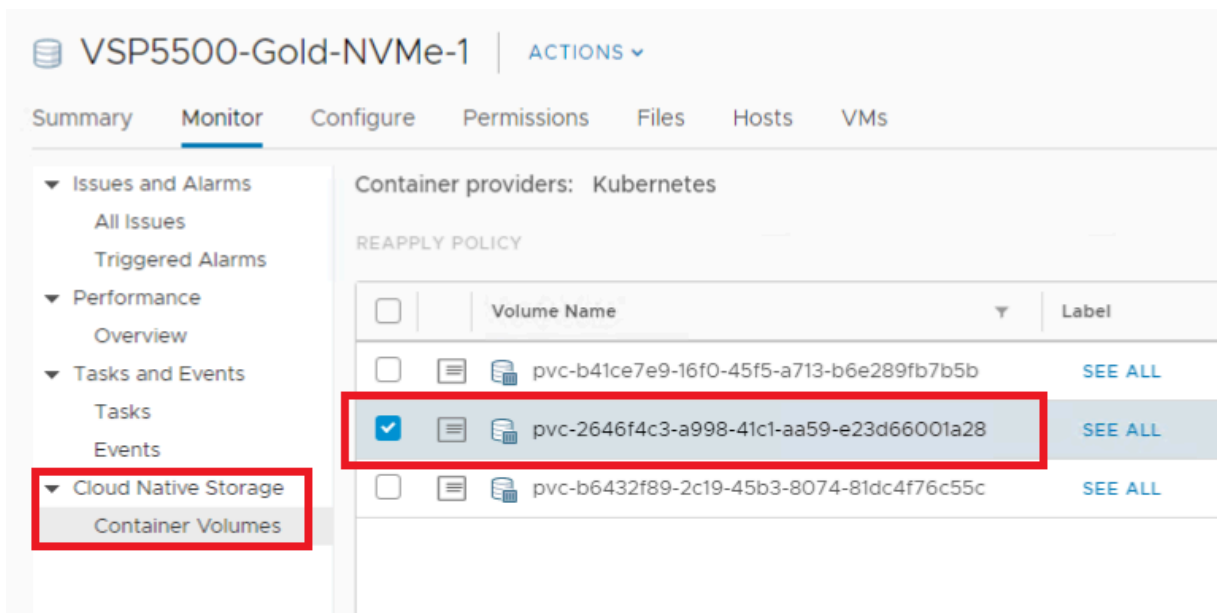 VSP5500-Gold-NVMe-1 ACTIONS
Summary Monitor Configure Permissions Files Hosts VMs
Issues and Alarms
All Issues
Triggered Alarms
Performance
Overview
Tasks and Events
Tasks
Events
Cloud Native Storage
Container Volumes
Container providers: Kubernetes
REAPPLY POLICY
Volume Name Label
pvc-b41ce7e9-16f0-45f5-a713-b6e289fb7b5b SEE ALL
pvc-2646f4c3-a998-41c1-aa59-e23d66001a28 SEE ALL
pvc-b6432f89-2c19-45b3-8074-81dc4f76c55c SEE ALL